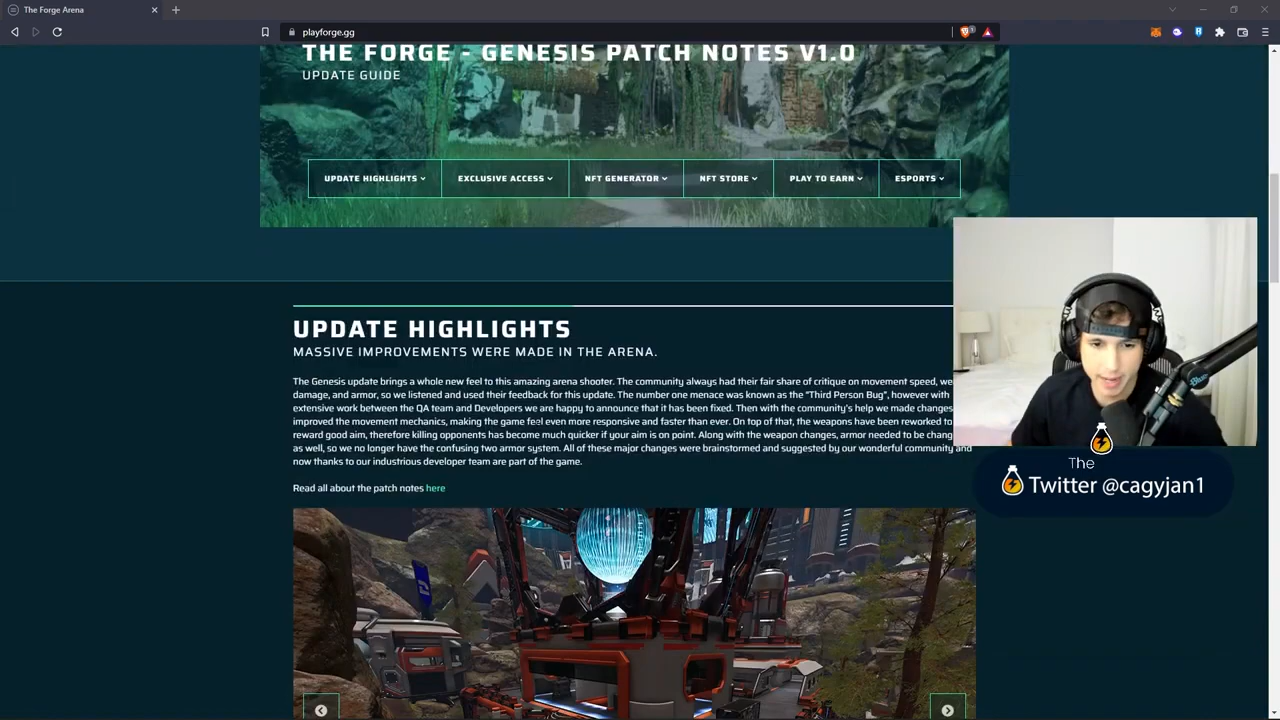 The Forge Arena
playforge.gg
THE FORGE - GENESIS PATCH NOTES V1.0
UPDATE GUIDE
UPDATE HIGHLIGHTS
EXCLUSIVE ACCESS
NFT GENERATOR
NFT STORE
PLAY TO EARN
ESPORTS
UPDATE HIGHLIGHTS
MASSIVE IMPROVEMENTS WERE MADE IN THE ARENA.
The Genesis update brings a whole new feel to this amazing arena shooter. The community always had their fair share of critique on movement speed, we
damage, and armor, so we listened and used their feedback for this update. The number one menace was known as the “Third Person Bug”, however with
extensive work between the QA team and Developers we are happy to announce that it has been fixed. Then with the community's help we made changes
improved the movement mechanics, making the game feel even more responsive and faster than ever. On top of that, the weapons have been reworked to
reward good aim, therefore killing opponents has become much quicker if your aim is on point. Along with the weapon changes, armor needed to be chang
as well, so we no longer have the confusing two armor system. All of these major changes were brainstormed and suggested by our wonderful community and
now thanks to our industrious developer team are part of the game.
Read all about the patch notes here
The
Twitter @cagyjan1